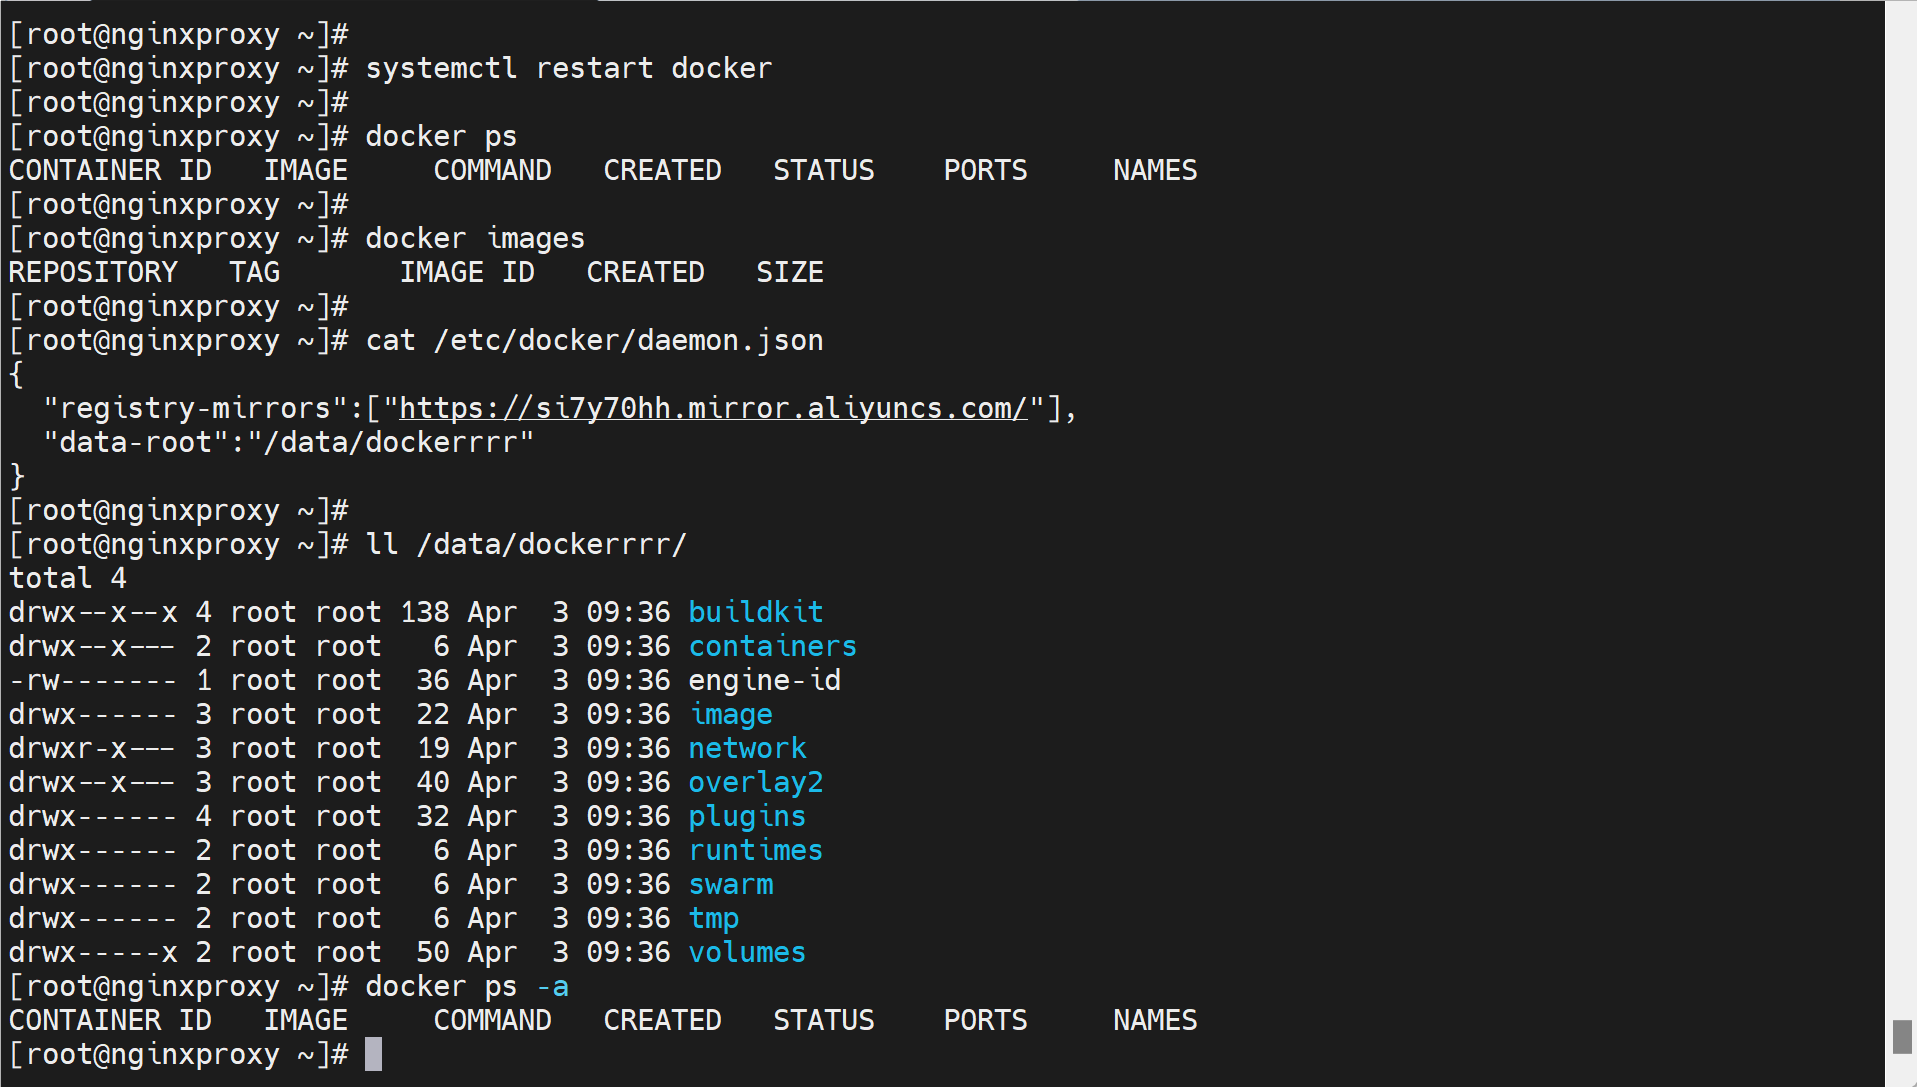 [root@nginxproxy ~]#
[root@nginxproxy ~]# systemctl restart docker
[root@nginxproxy ~]#
[root@nginxproxy ~]# docker ps
CONTAINER ID   IMAGE     COMMAND   CREATED   STATUS    PORTS     NAMES
[root@nginxproxy ~]#
[root@nginxproxy ~]# docker images
REPOSITORY   TAG       IMAGE ID   CREATED   SIZE
[root@nginxproxy ~]#
[root@nginxproxy ~]# cat /etc/docker/daemon.json
{
  "registry-mirrors":["https://si7y70hh.mirror.aliyuncs.com/"],
  "data-root":"/data/dockerrrr"
}
[root@nginxproxy ~]#
[root@nginxproxy ~]# ll /data/dockerrrr/
total 4
drwx--x--x 4 root root 138 Apr  3 09:36 buildkit
drwx--x--- 2 root root   6 Apr  3 09:36 containers
-rw------- 1 root root  36 Apr  3 09:36 engine-id
drwx------ 3 root root  22 Apr  3 09:36 image
drwxr-x--- 3 root root  19 Apr  3 09:36 network
drwx--x--- 3 root root  40 Apr  3 09:36 overlay2
drwx------ 4 root root  32 Apr  3 09:36 plugins
drwx------ 2 root root   6 Apr  3 09:36 runtimes
drwx------ 2 root root   6 Apr  3 09:36 swarm
drwx------ 2 root root   6 Apr  3 09:36 tmp
drwx-----x 2 root root  50 Apr  3 09:36 volumes
[root@nginxproxy ~]# docker ps -a
CONTAINER ID   IMAGE     COMMAND   CREATED   STATUS    PORTS     NAMES
[root@nginxproxy ~]#